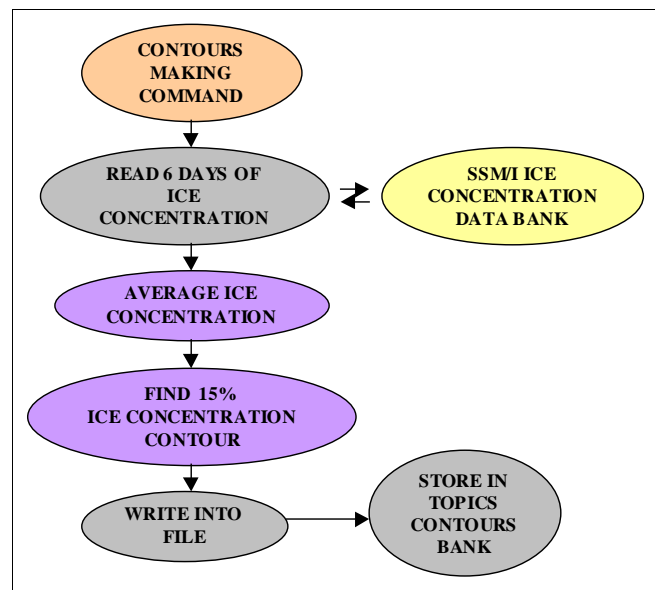 CONTOURS
MAKING
COMMAND
READ 6 DAYS OF
ICE
CONCENTRATION
SSM/I ICE
CONCENTRATION
DATA BANK
AVERAGE ICE
CONCENTRATION
FIND 15%
ICE CONCENTRATION
CONTOUR
WRITE INTO
FILE
STORE IN
TOPICS
CONTOURS
BANK